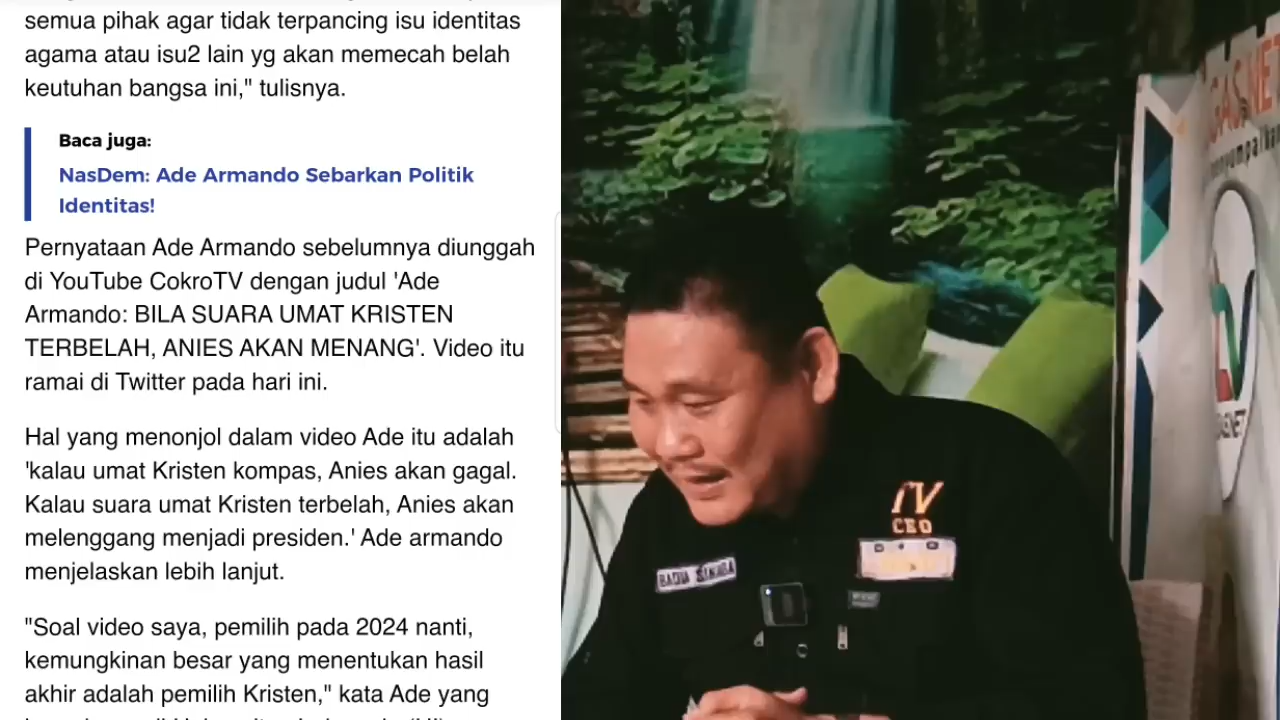 semua pihak agar tidak terpancing isu identitas
agama atau isu2 lain yg akan memecah belah
keutuhan bangsa ini," tulisnya.
Baca juga:
NasDem: Ade Armando Sebarkan Politik
Identitas!
Pernyataan Ade Armando sebelumnya diunggah
di YouTube CokroTV dengan judul 'Ade
Armando: BILA SUARA UMAT KRISTEN
TERBELAH, ANIES AKAN MENANG'. Video itu
ramai di Twitter pada hari ini.
Hal yang menonjol dalam video Ade itu adalah
'kalau umat Kristen kompas, Anies akan gagal.
Kalau suara umat Kristen terbelah, Anies akan
melenggang menjadi presiden.' Ade armando
menjelaskan lebih lanjut.
"Soal video saya, pemilih pada 2024 nanti,
kemungkinan besar yang menentukan hasil
akhir adalah pemilih Kristen," kata Ade yang
TV
CEO